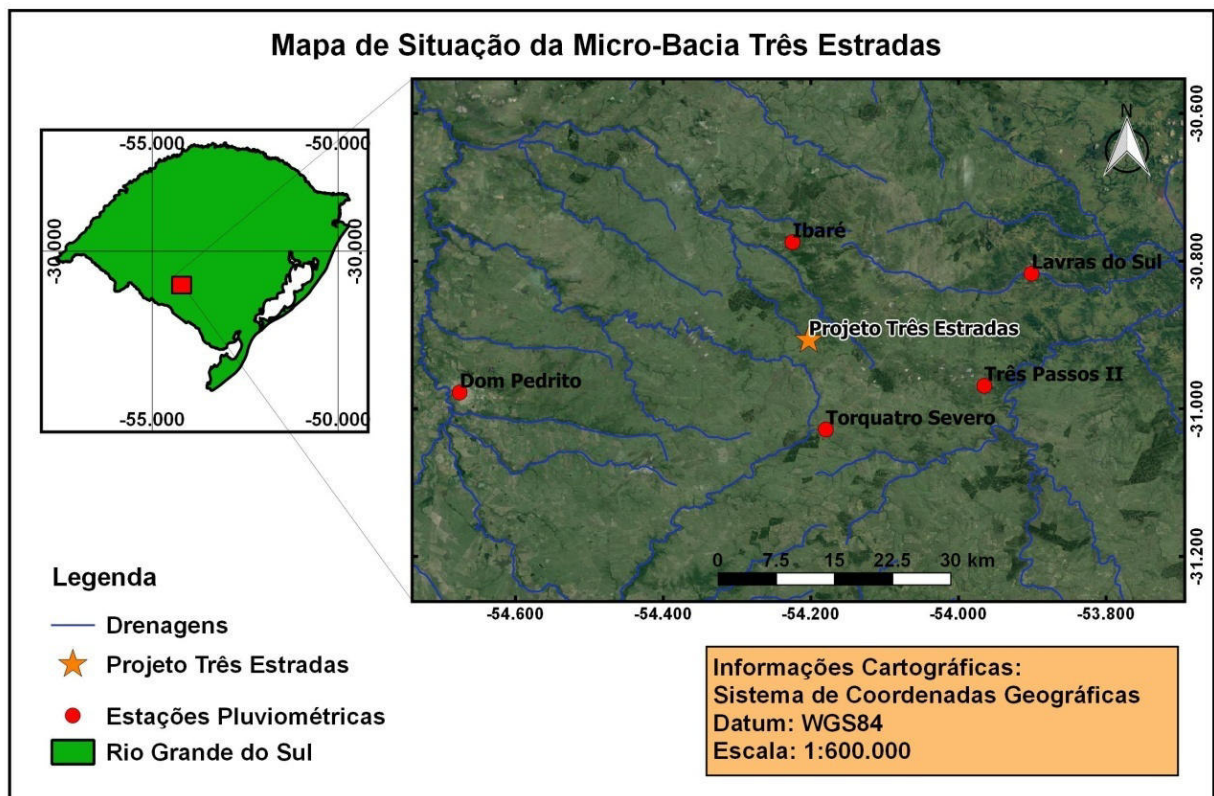 Mapa de Situação da Micro-Bacia Três Estradas
-55.000
-50.000
-30.000
-30.000
-55.000
-50.000
N
-30.600
Ibaré
Lavras do Sul
-30.800
Projeto Três Estradas
Dom Pedrito
Três Passos II
-31.000
Torquatro Severo
0 7.5 15 22.5 30 km
-31.200
-54.600 -54.400 -54.200 -54.000 -53.800
Legenda
Drenagens
Projeto Três Estradas
Estações Pluviométricas
Rio Grande do Sul
Informações Cartográficas:
Sistema de Coordenadas Geográficas
Datum: WGS84
Escala: 1:600.000